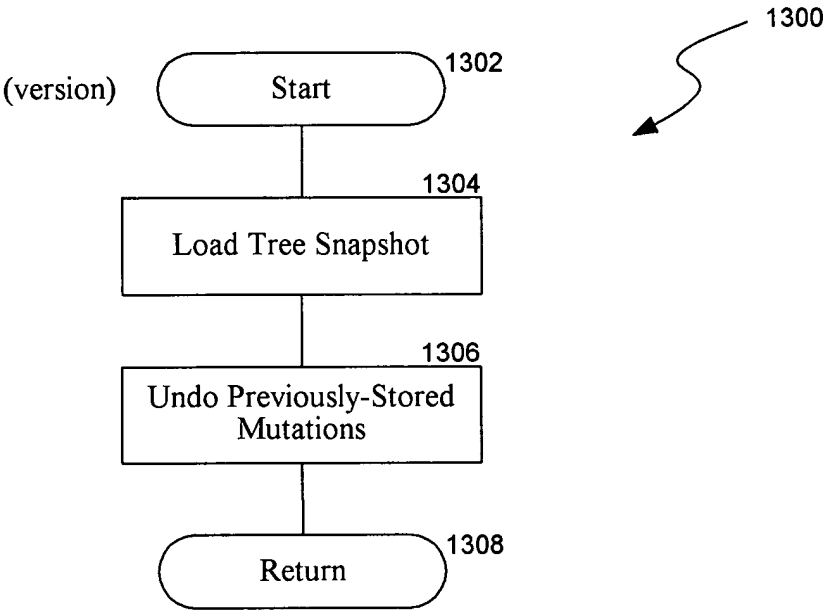 1300
1302
(version)
Start
1304
Load Tree Snapshot
1306
Undo Previously-Stored
Mutations
1308
Return